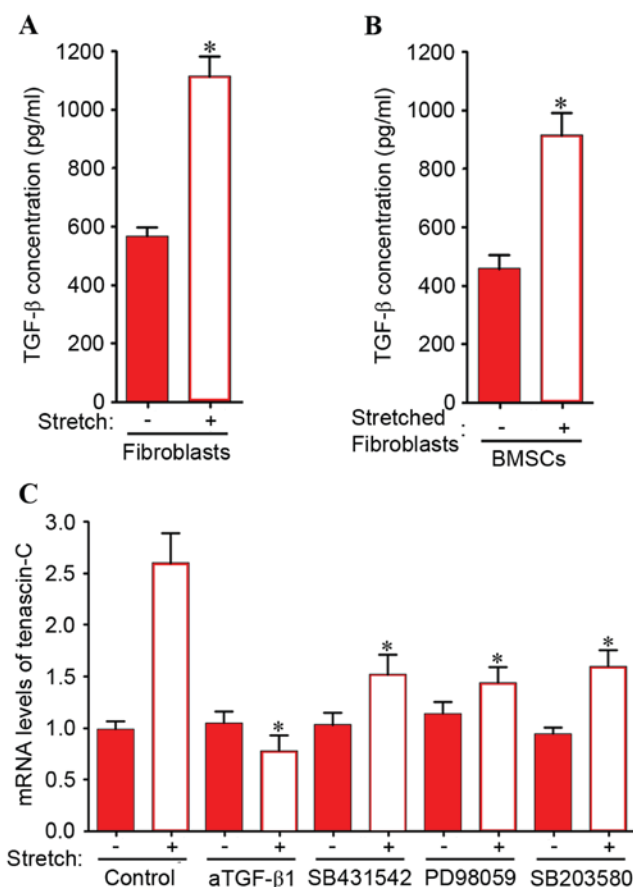 A
B
TGF-β concentration (pg/ml)
1200
1000
800
600
400
200
0
*
Stretch: - +
Fibroblasts
TGF-β concentration (pg/ml)
1200
1000
800
600
400
200
0
*
Stretched
Fibroblasts : - +
BMSCs
C
mRNA levels of tenascin-C
3.0
2.5
2.0
1.5
1.0
0.5
0.0
* * * *
Stretch: - + - + - + - + - +
Control aTGF-β1 SB431542 PD98059 SB203580